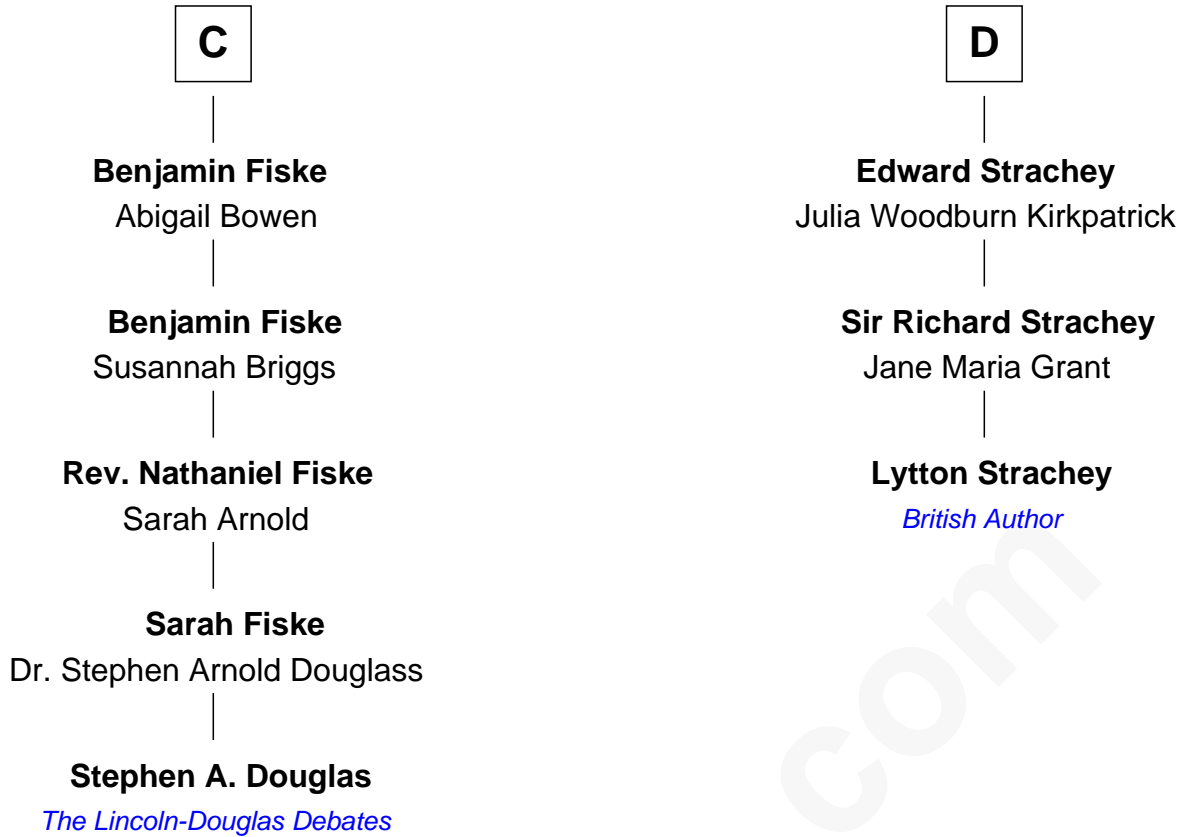 C
Benjamin Fiske
Abigail Bowen
Benjamin Fiske
Susannah Briggs
Rev. Nathaniel Fiske
Sarah Arnold
Sarah Fiske
Dr. Stephen Arnold Douglass
Stephen A. Douglas
The Lincoln-Douglas Debates
D
Edward Strachey
Julia Woodburn Kirkpatrick
Sir Richard Strachey
Jane Maria Grant
Lytton Strachey
British Author
com